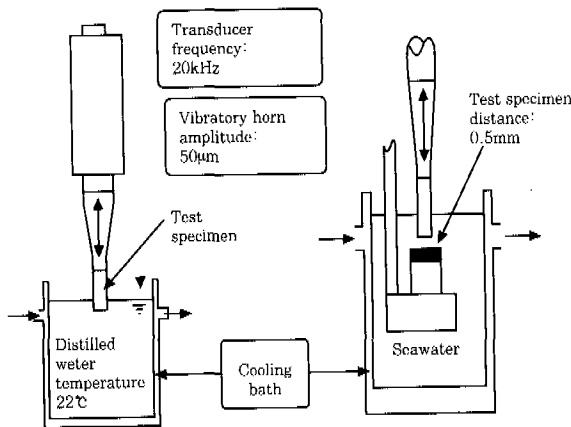 Transducer
frequency:
20kHz
Vibratory horn
amplitude:
50μm
Test specimen
distance:
0.5mm
Test
specimen
Distilled
weter
temperature
22℃
Cooling
bath
Seawater